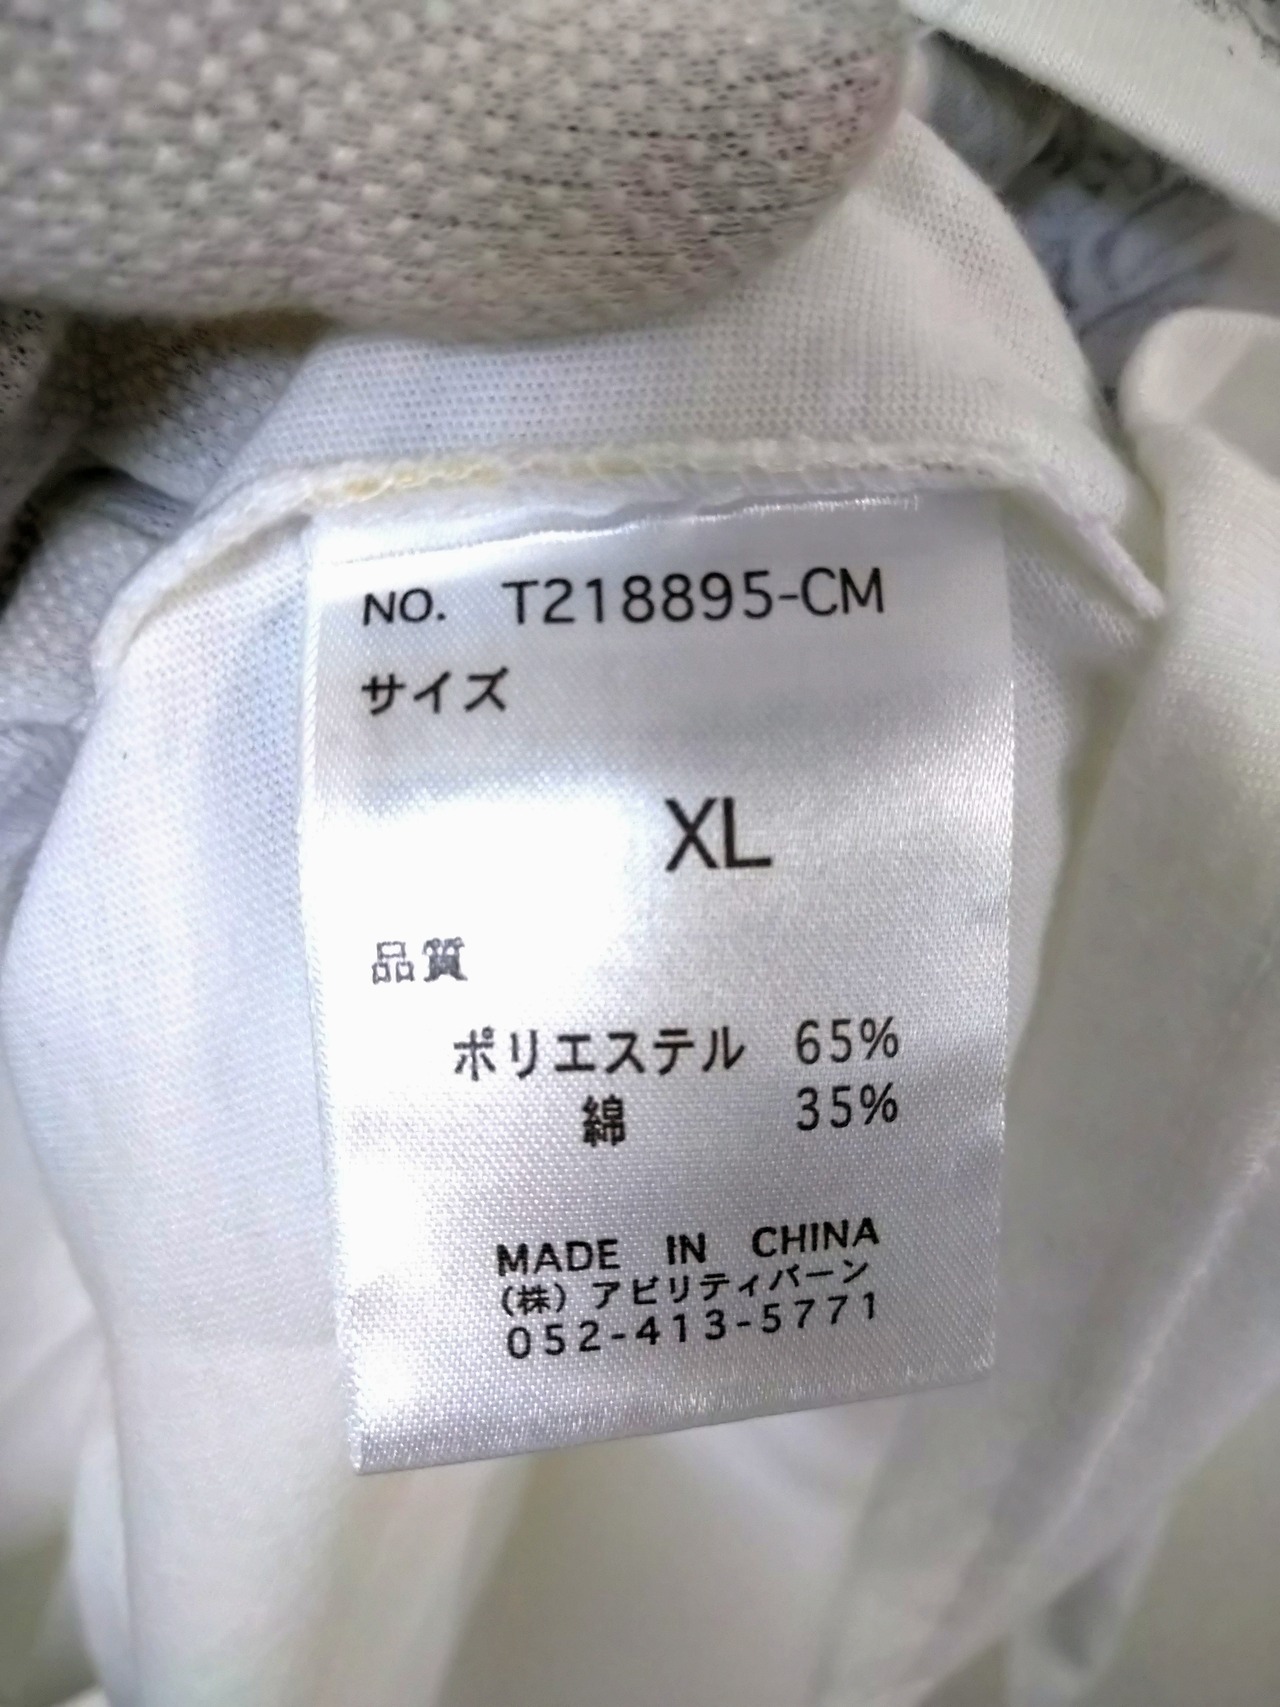 NO. T218895-CM
サイズ
XL
品質
ポリエステル 65%
綿 35%
MADE IN CHINA
(株) アビリティバーン
052-413-5771